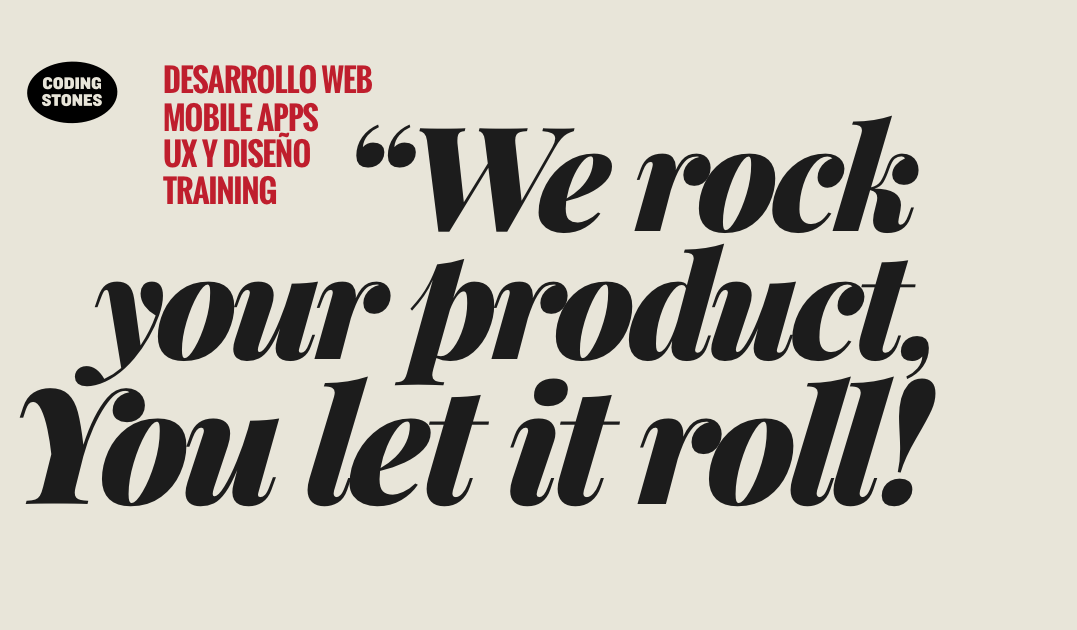 CODING
STONES
DESARROLLO WEB
MOBILE APPS
UX Y DISEÑO
TRAINING
“We rock
your product,
You let it roll!